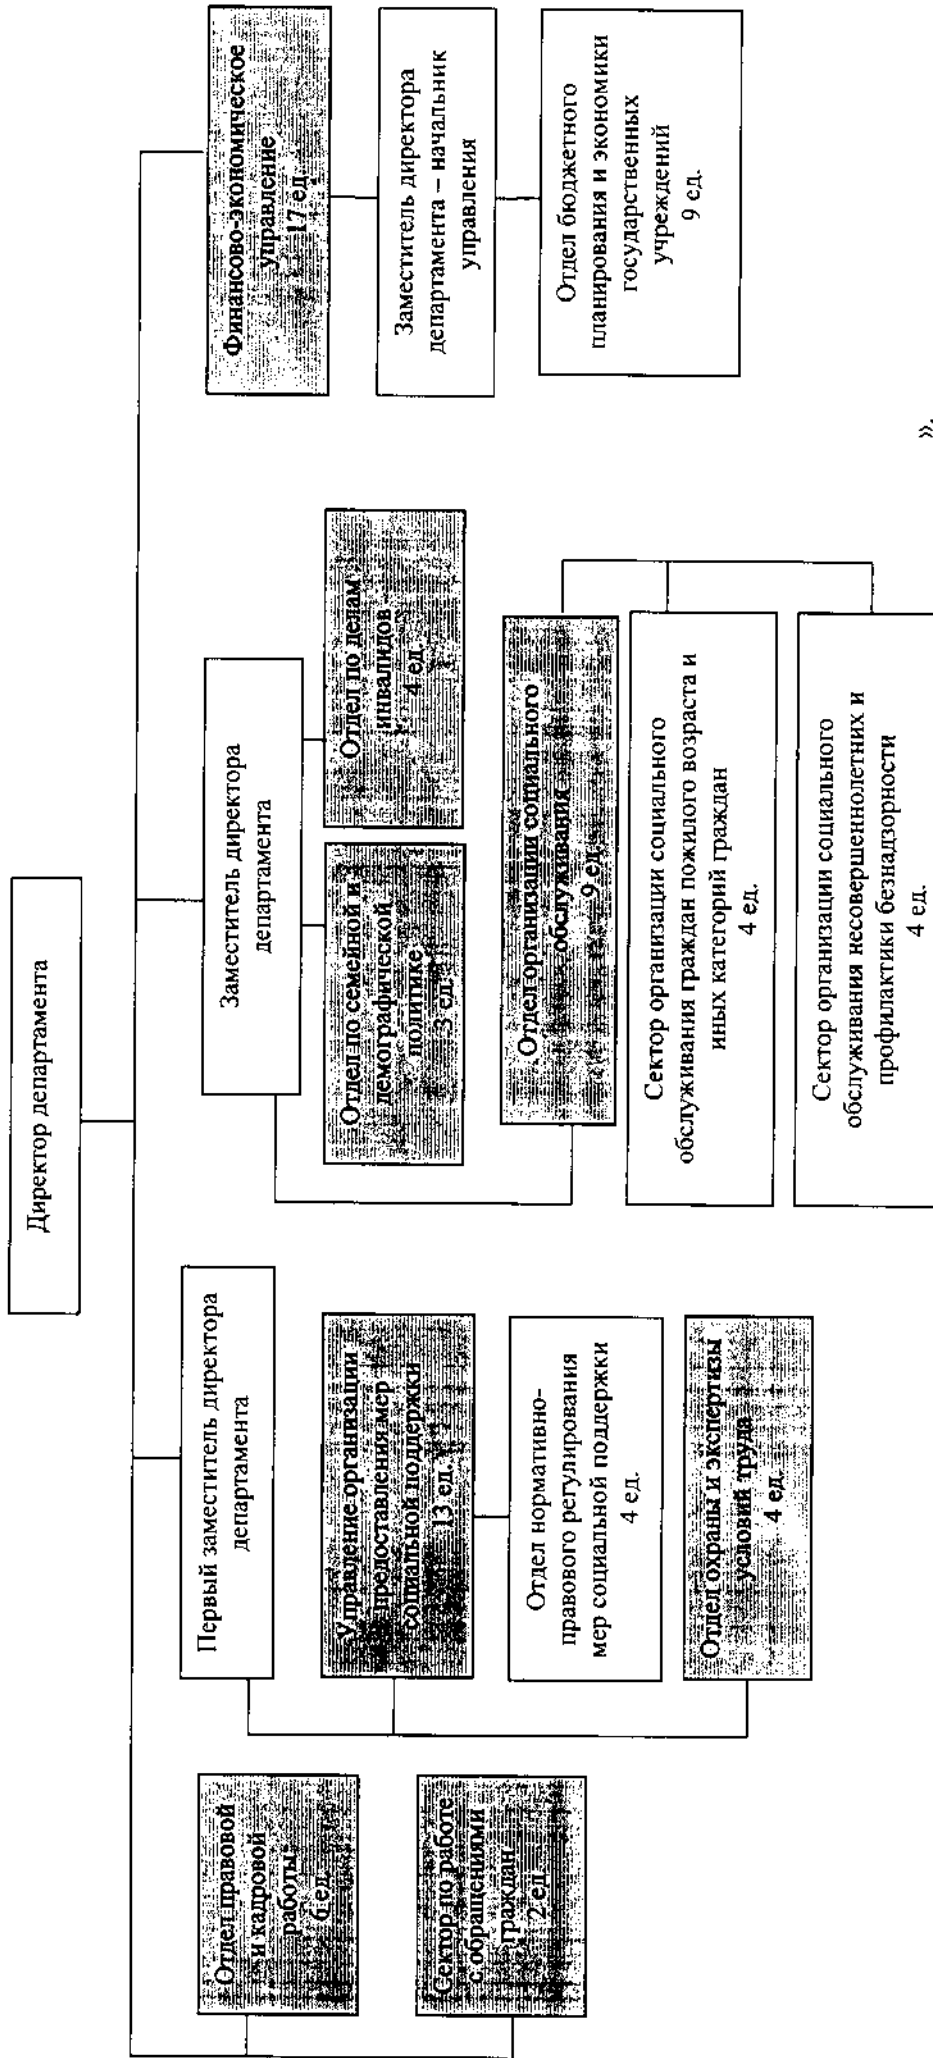 Директор департамента
Отдел правовой
и кадровой
работы
6 ед.
Сектор по работе
с обращениями
граждан
2 ед.
Первый заместитель директора
департамента
Управление организации
предоставления мер
социальной поддержки
13 ед.
Отдел нормативно-
правового регулирования
мер социальной поддержки
4 ед.
Отдел охраны и экспертизы
условий труда
4 ед.
Заместитель директора
департамента
Отдел по семейной и
демографической
политике
3 ед.
Отдел по делам
инвалидов
4 ед.
Отдел организации социального
обслуживания
9 ед.
Сектор организации социального
обслуживания граждан пожилого возраста и
иных категорий граждан
4 ед.
Сектор организации социального
обслуживания несовершеннолетних и
профилактики безнадзорности
4 ед.
Финансово-экономическое
управление
17 ед.
Заместитель директора
департамента – начальник
управления
Отдел бюджетного
планирования и экономики
государственных
учреждений
9 ед.
».